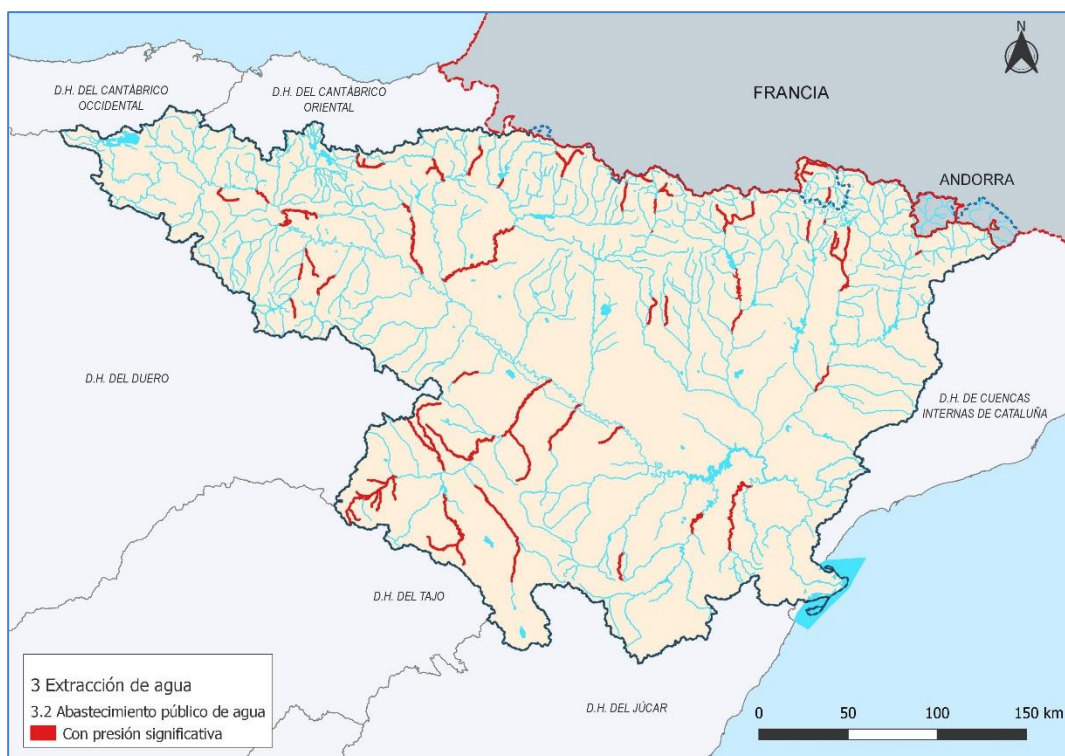 N
D.H. DEL CANTÁBRICO
OCCIDENTAL
D.H. DEL CANTÁBRICO
ORIENTAL
FRANCIA
ANDORRA
D.H. DEL DUERO
D.H. DE CUENCAS
INTERNAS DE CATALUÑA
D.H. DEL TAJO
D.H. DEL JÚCAR
3 Extracción de agua
3.2 Abastecimiento público de agua
Con presión significativa
0 50 100 150 km